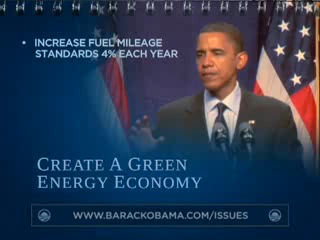 • INCREASE FUEL MILEAGE
STANDARDS 4% EACH YEAR
CREATE A GREEN
ENERGY ECONOMY
WWW.BARACKOBAMA.COM/ISSUES